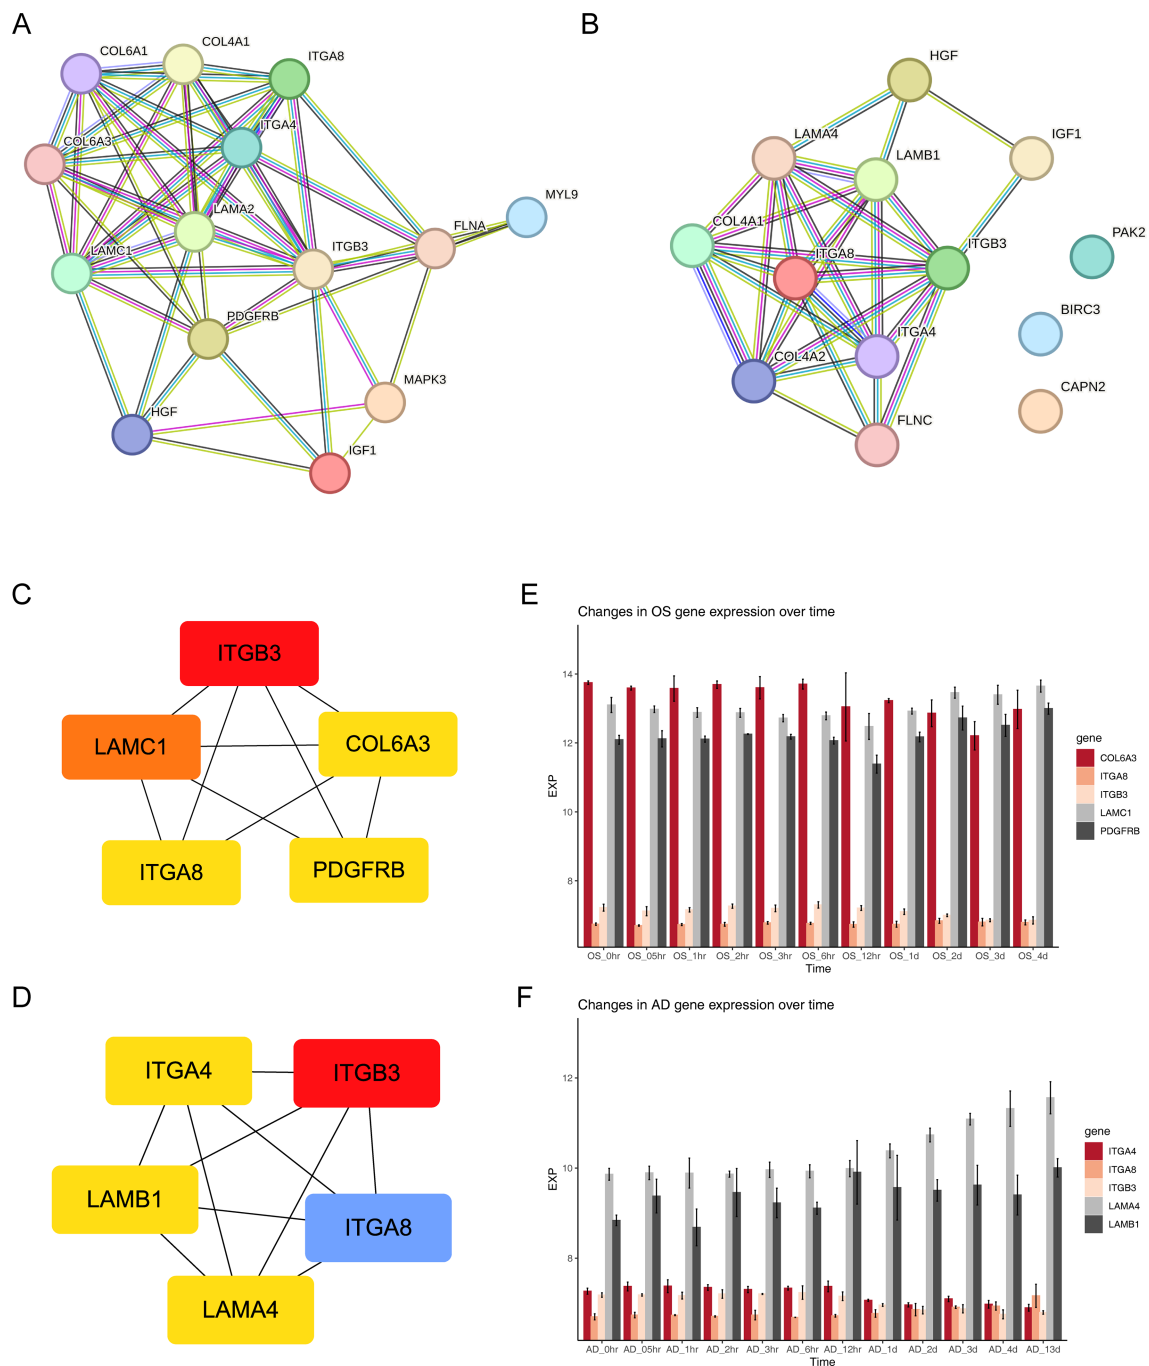 A
COL6A1
COL4A1
ITGA8
ITGA4
COL6A3
LAMA2
LAMC1
ITGB3
FLNA
MYL9
PDGFRB
MAPK3
HGF
IGF1
B
HGF
IGF1
LAMA4
LAMB1
COL4A1
ITGA8
ITGB3
PAK2
BIRC3
ITGA4
COL4A2
CAPN2
FLNC
C
ITGB3
LAMC1
COL6A3
ITGA8
PDGFRB
D
ITGA4
ITGB3
LAMB1
ITGA8
LAMA4
E
Changes in OS gene expression over time
14
12
10
8
EXP
OS_0hr OS_05hr OS_1hr OS_2hr OS_3hr OS_6hr OS_12hr OS_1d OS_2d OS_3d OS_4d
Time
gene
COL6A3
ITGA8
ITGB3
LAMC1
PDGFRB
F
Changes in AD gene expression over time
12
10
8
EXP
AD_0hr AD_05hr AD_1hr AD_2hr AD_3hr AD_6hr AD_12hr AD_1d AD_2d AD_3d AD_4d AD_13d
Time
gene
ITGA4
ITGA8
ITGB3
LAMA4
LAMB1